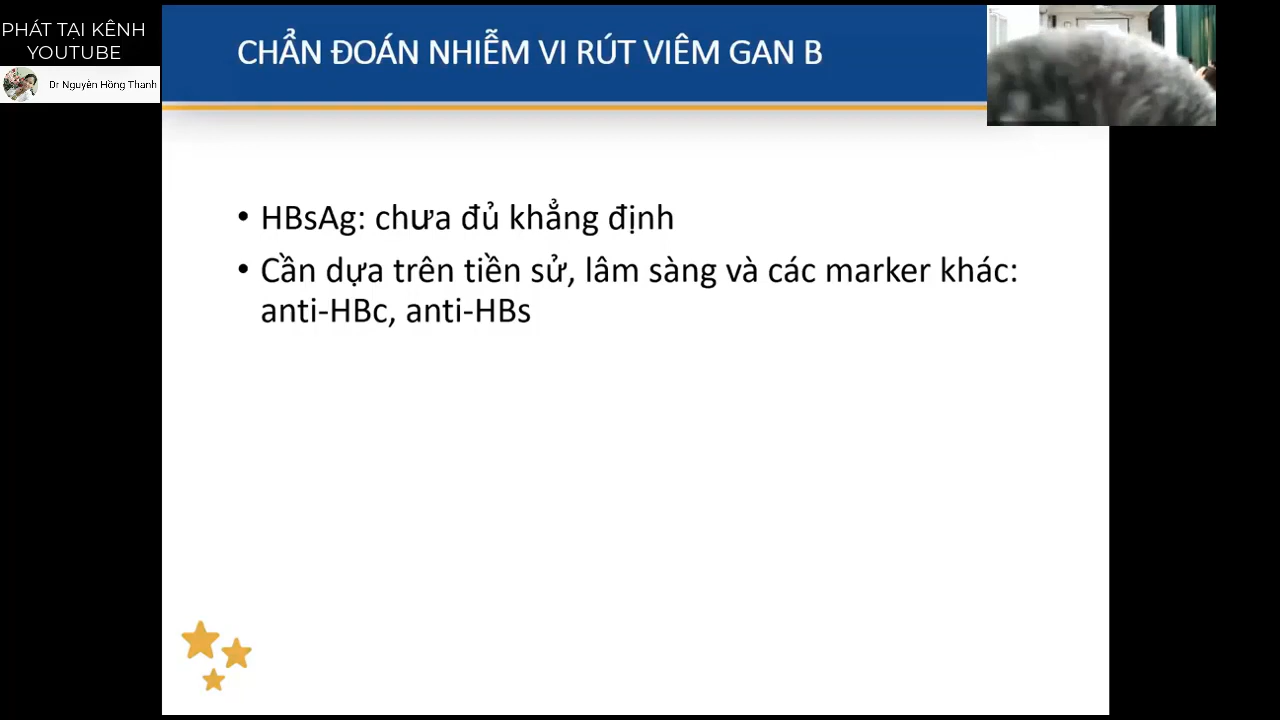 PHÁT TẠI KÊNH
YOUTUBE
Dr Nguyễn Hồng Thanh
CHẨN ĐOÁN NHIỄM VI RÚT VIÊM GAN B
• HBsAg: chưa đủ khẳng định
• Cần dựa trên tiền sử, lâm sàng và các marker khác:
anti-HBc, anti-HBs